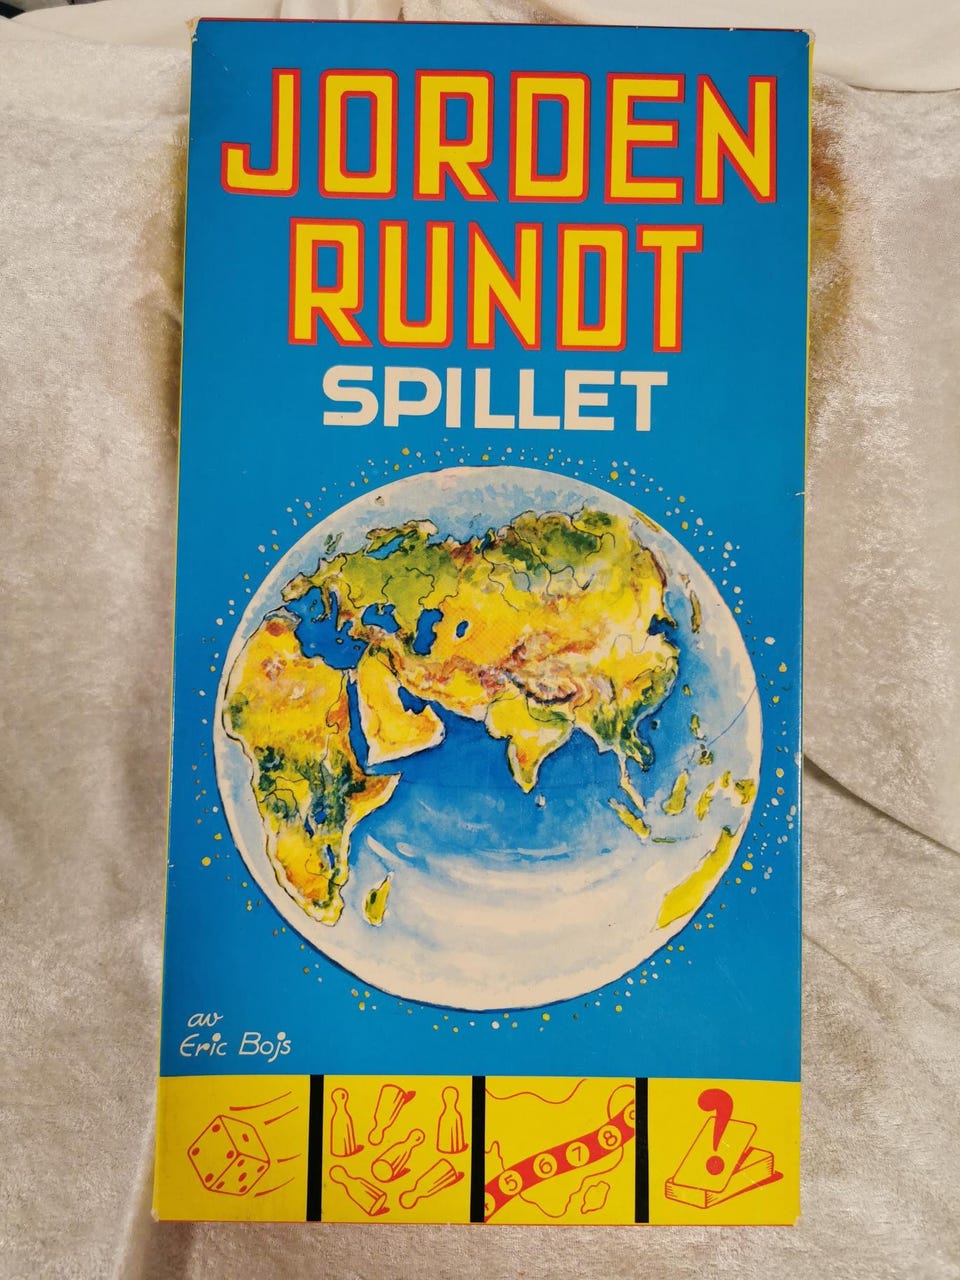 JORDEN
RUNDT
SPILLET
av
Eric Bojs
5 6 7 8
?